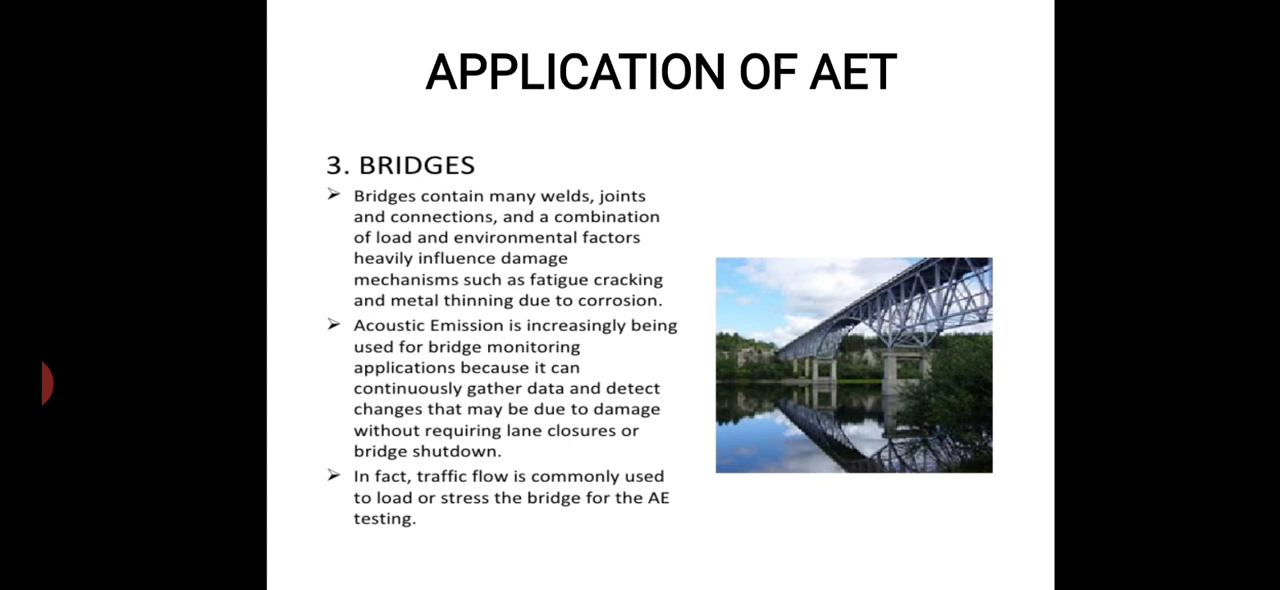 APPLICATION OF AET
3. BRIDGES
➢ Bridges contain many welds, joints
and connections, and a combination
of load and environmental factors
heavily influence damage
mechanisms such as fatigue cracking
and metal thinning due to corrosion.
➢ Acoustic Emission is increasingly being
used for bridge monitoring
applications because it can
continuously gather data and detect
changes that may be due to damage
without requiring lane closures or
bridge shutdown.
➢ In fact, traffic flow is commonly used
to load or stress the bridge for the AE
testing.